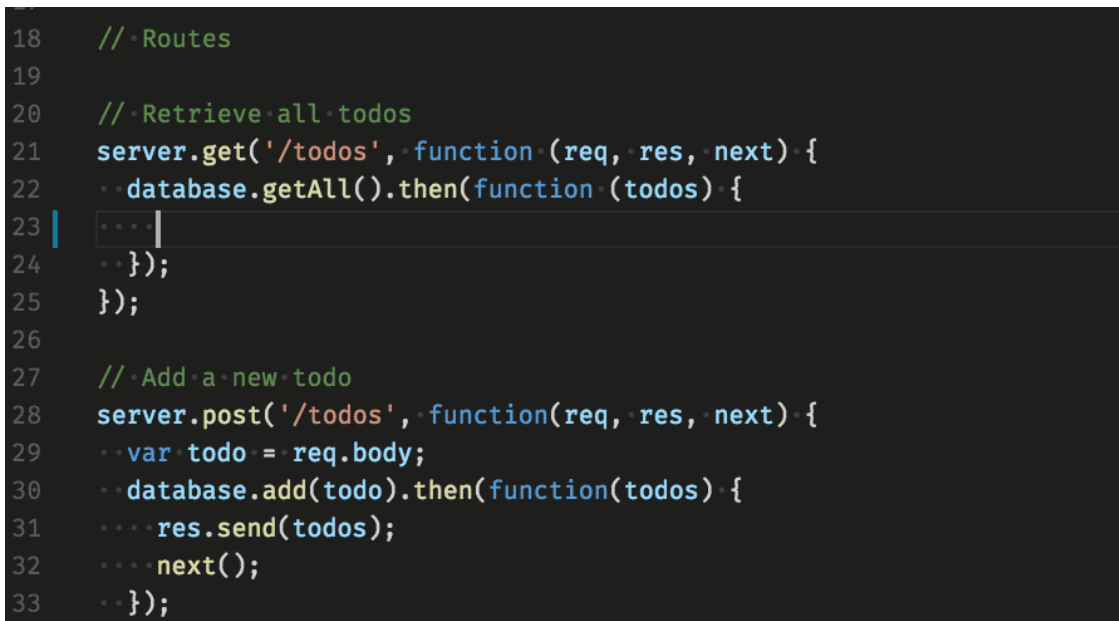 18 // Routes
19
20 // Retrieve all todos
21 server.get('/todos', function (req, res, next) {
22   database.getAll().then(function (todos) {
23
24   });
25 });
26
27 // Add a new todo
28 server.post('/todos', function(req, res, next) {
29   var todo = req.body;
30   database.add(todo).then(function(todos) {
31     res.send(todos);
32     next();
33   });